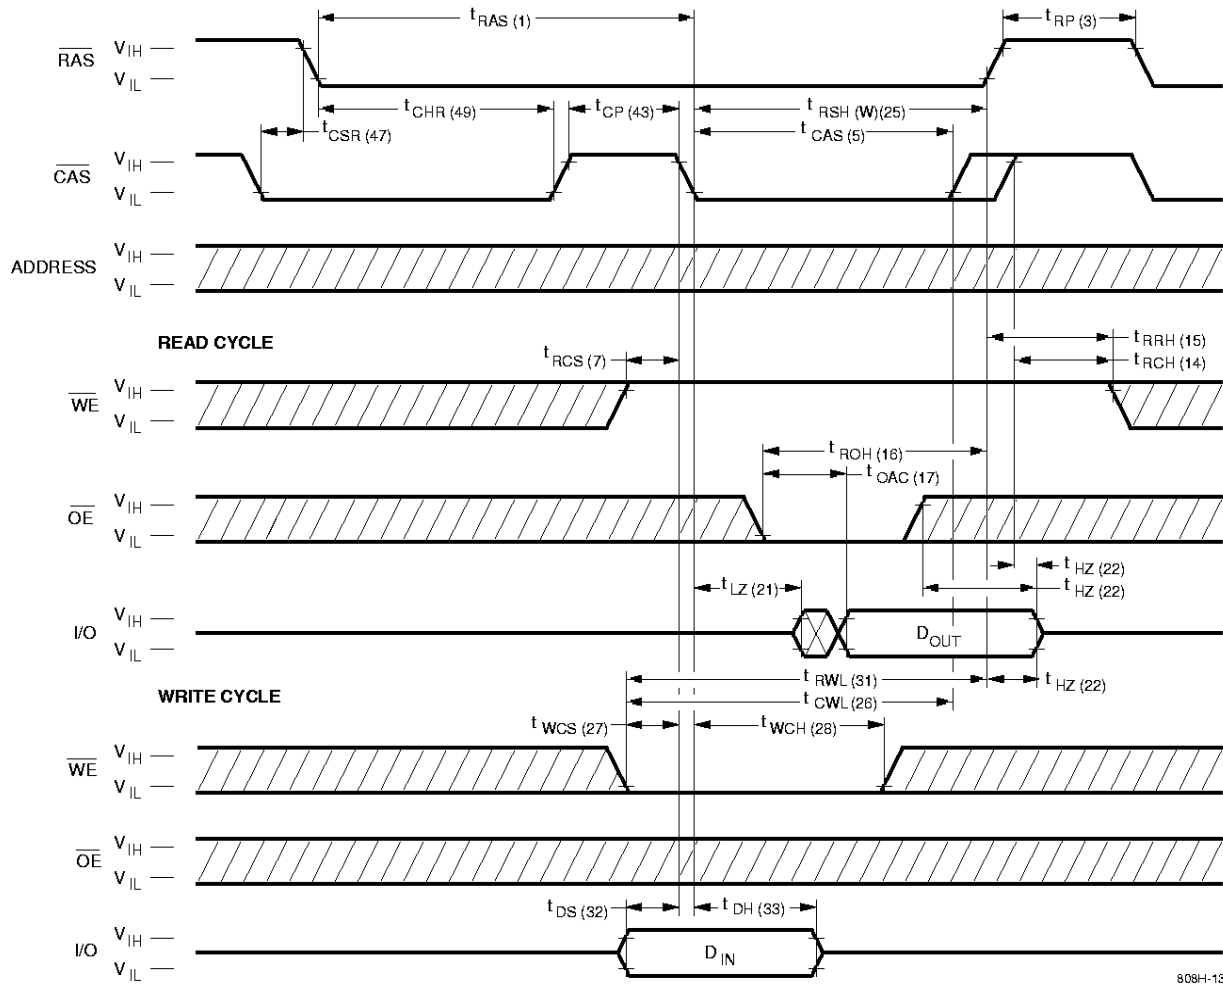 t RAS (1)
t RP (3)
RAS
V IH
V IL
t CHR (49)
t CP (43)
t RSH (W)(25)
t CSR (47)
t CAS (5)
CAS
V IH
V IL
ADDRESS
V IH
V IL
READ CYCLE
t RRH (15)
t RCS (7)
t RCH (14)
WE
V IH
V IL
t ROH (16)
t OAC (17)
OE
V IH
V IL
t HZ (22)
t LZ (21)
t HZ (22)
I/O
V IH
V IL
D OUT
WRITE CYCLE
t RWL (31)
t HZ (22)
t CWL (26)
t WCS (27)
t WCH (28)
WE
V IH
V IL
OE
V IH
V IL
t DS (32)
t DH (33)
I/O
V IH
V IL
D IN
808H-13